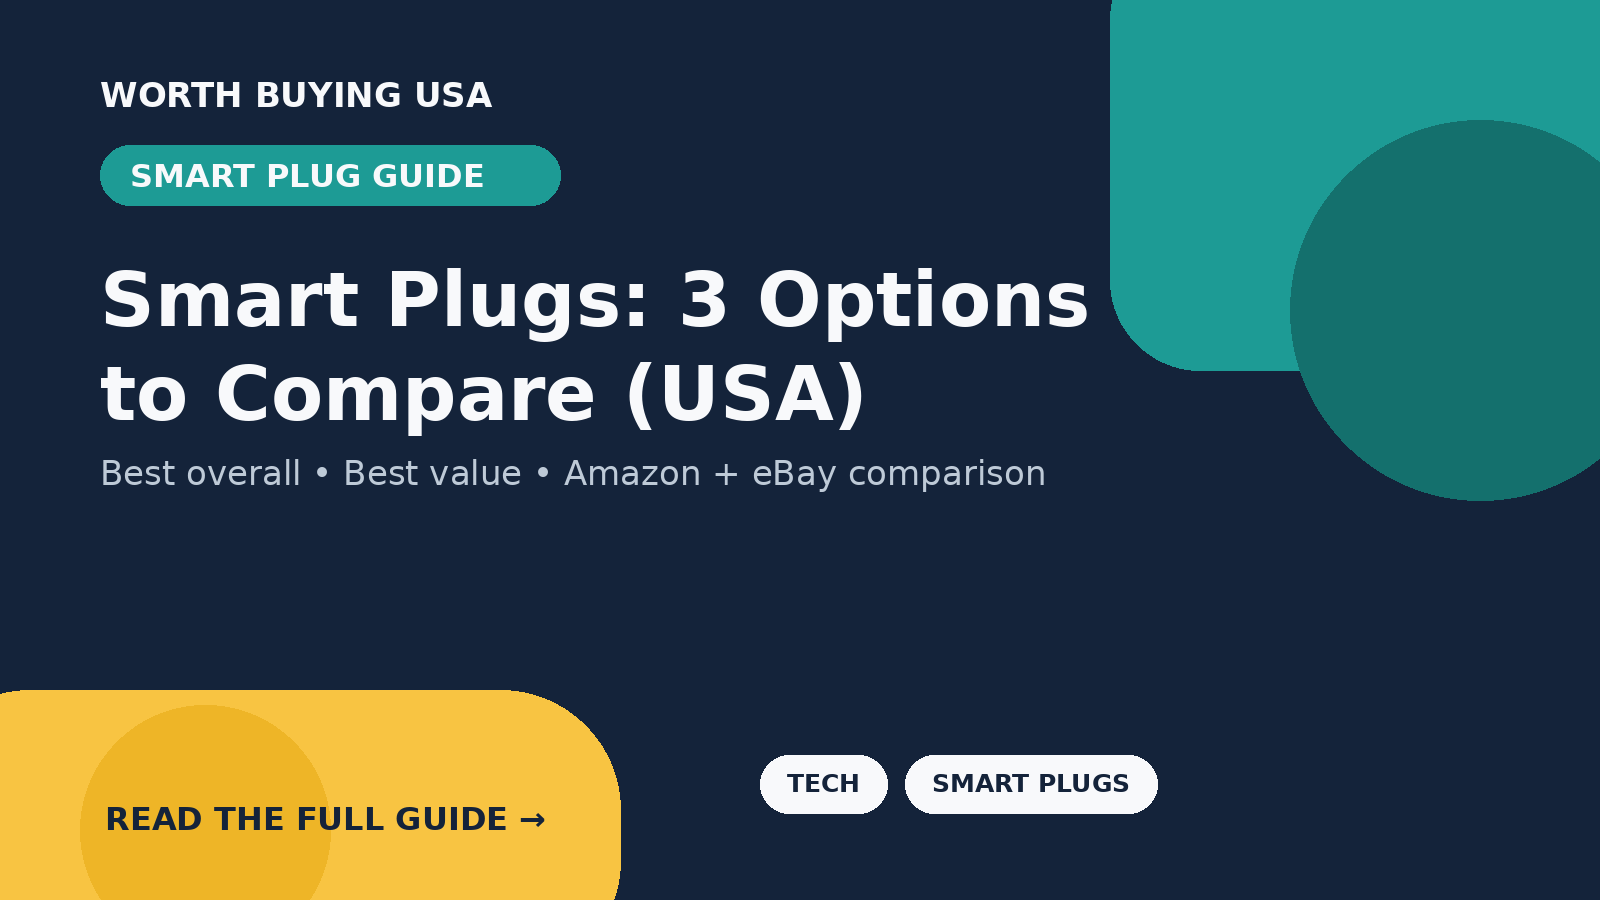 WORTH BUYING USA
SMART PLUG GUIDE
Smart Plugs: 3 Options
to Compare (USA)
Best overall • Best value • Amazon + eBay comparison
READ THE FULL GUIDE →
TECH
SMART PLUGS